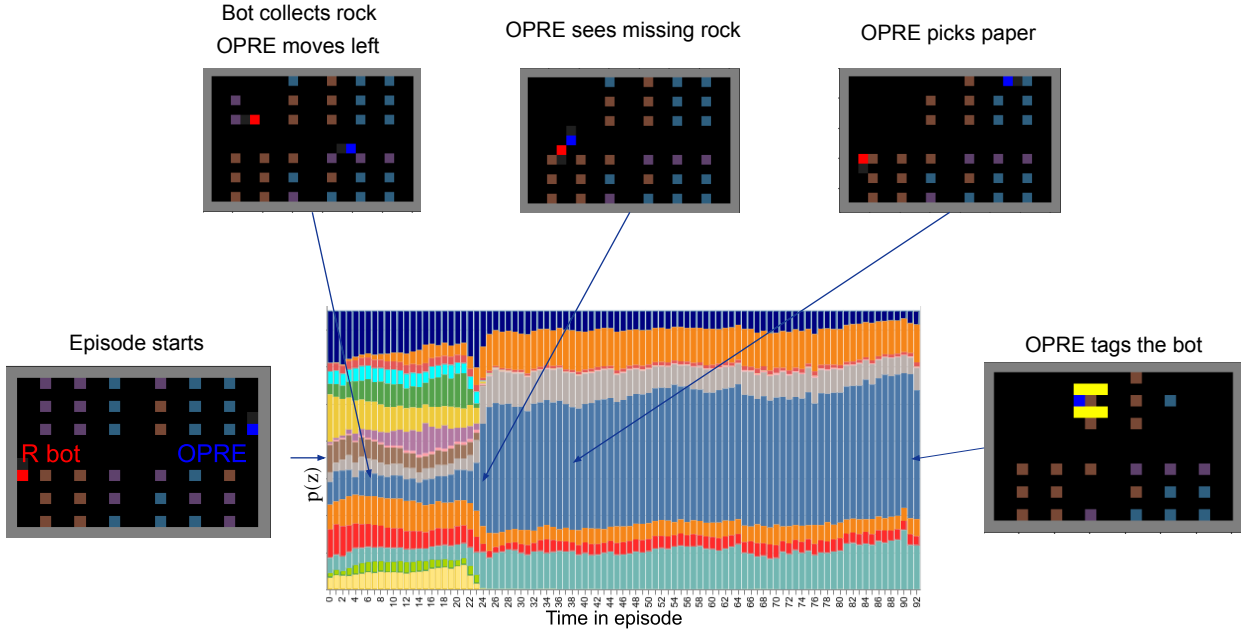 Bot collects rock
OPRE moves left
OPRE sees missing rock
OPRE picks paper
Episode starts
R bot
OPRE
OPRE tags the bot
p(z)
0 2 4 6 8 10 12 14 16 18 20 22 24 26 28 30 32 34 36 38 40 42 44 46 48 50 52 54 56 58 60 62 64 66 68 70 72 74 76 78 80 82 84 86 88 90 92
Time in episode